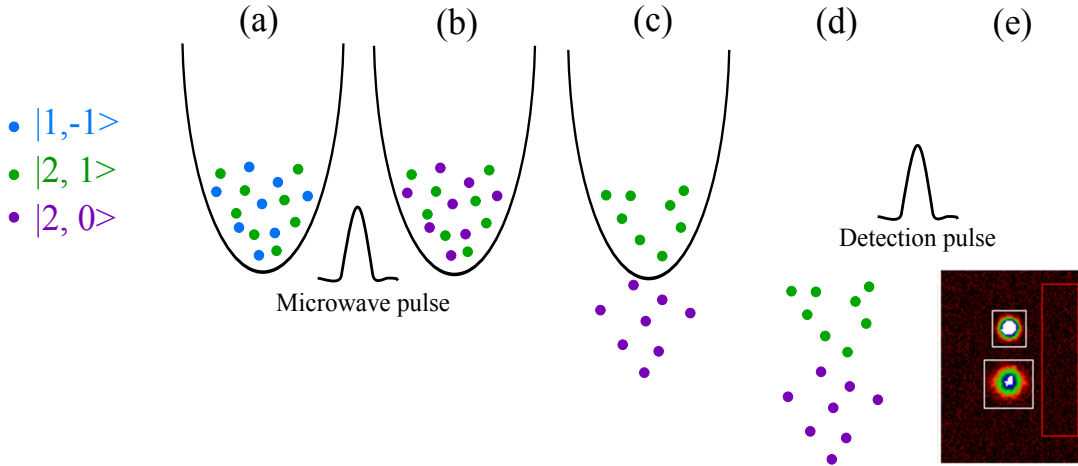 (a)
(b)
(c)
(d)
(e)
|1,-1>
|2, 1>
|2, 0>
Microwave pulse
Detection pulse